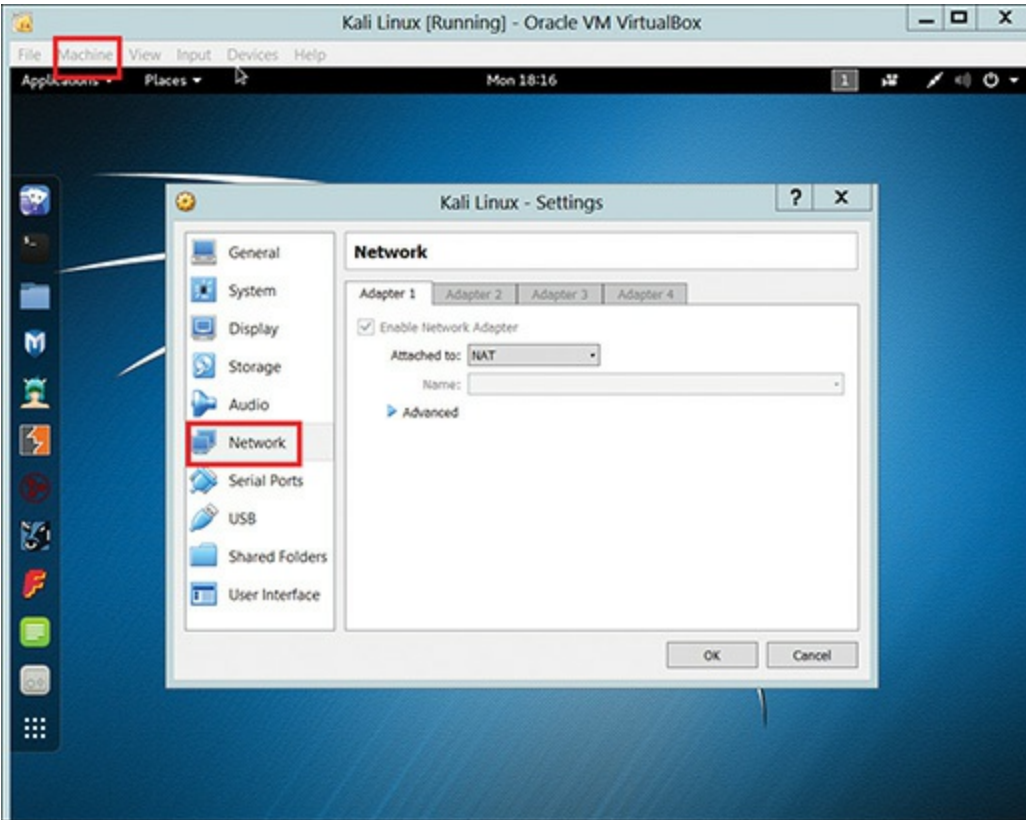 Kali Linux [Running] - Oracle VM VirtualBox
File Machine View Input Devices Help
Applications Places Mon 18:16 1
Kali Linux - Settings ? X
General
System
Display
Storage
Audio
Network
Serial Ports
USB
Shared Folders
User Interface
Network
Adapter 1 Adapter 2 Adapter 3 Adapter 4
Enable Network Adapter
Attached to: NAT
Name:
Advanced
OK Cancel